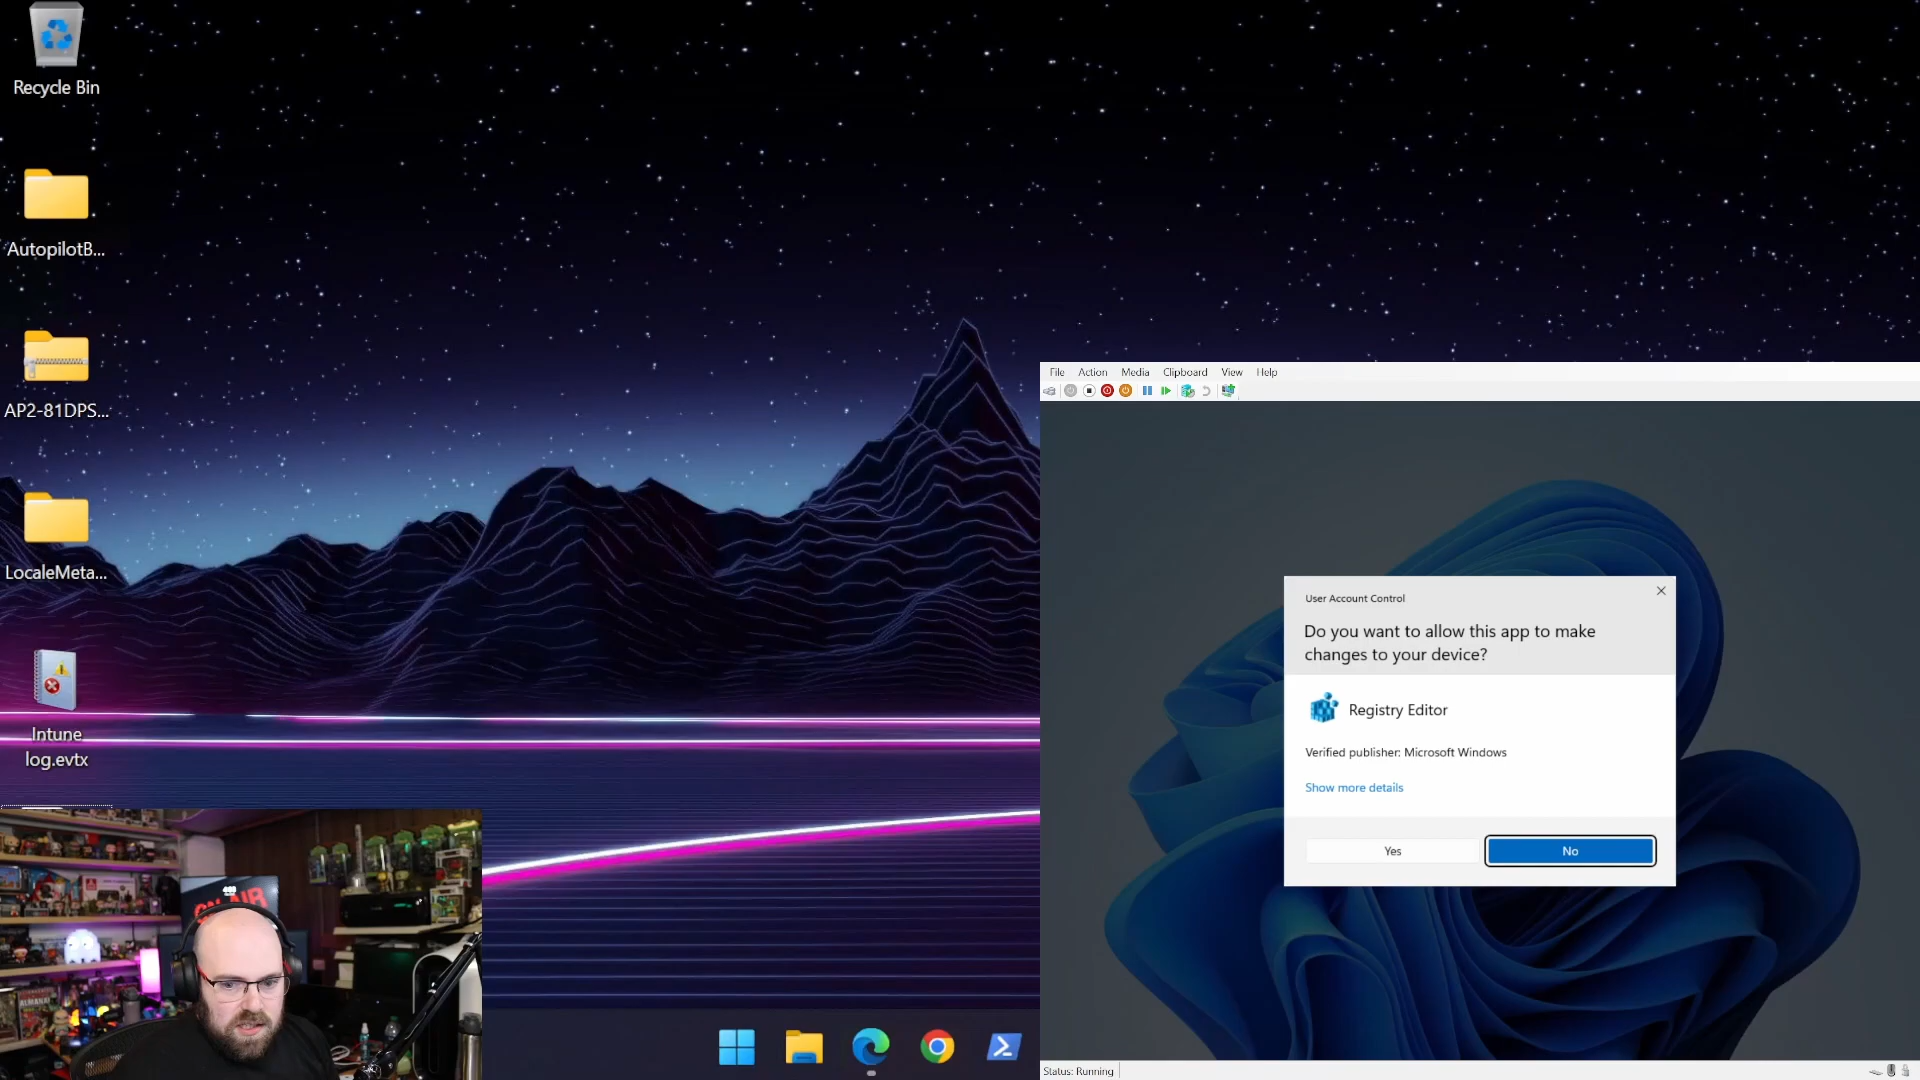 Recycle Bin
AutopilotB...
AP2-81DPS...
LocaleMeta...
Intune
log.evtx
File Action Media Clipboard View Help
User Account Control
Do you want to allow this app to make
changes to your device?
Registry Editor
Verified publisher: Microsoft Windows
Show more details
Yes
No
ON AIR
Status: Running